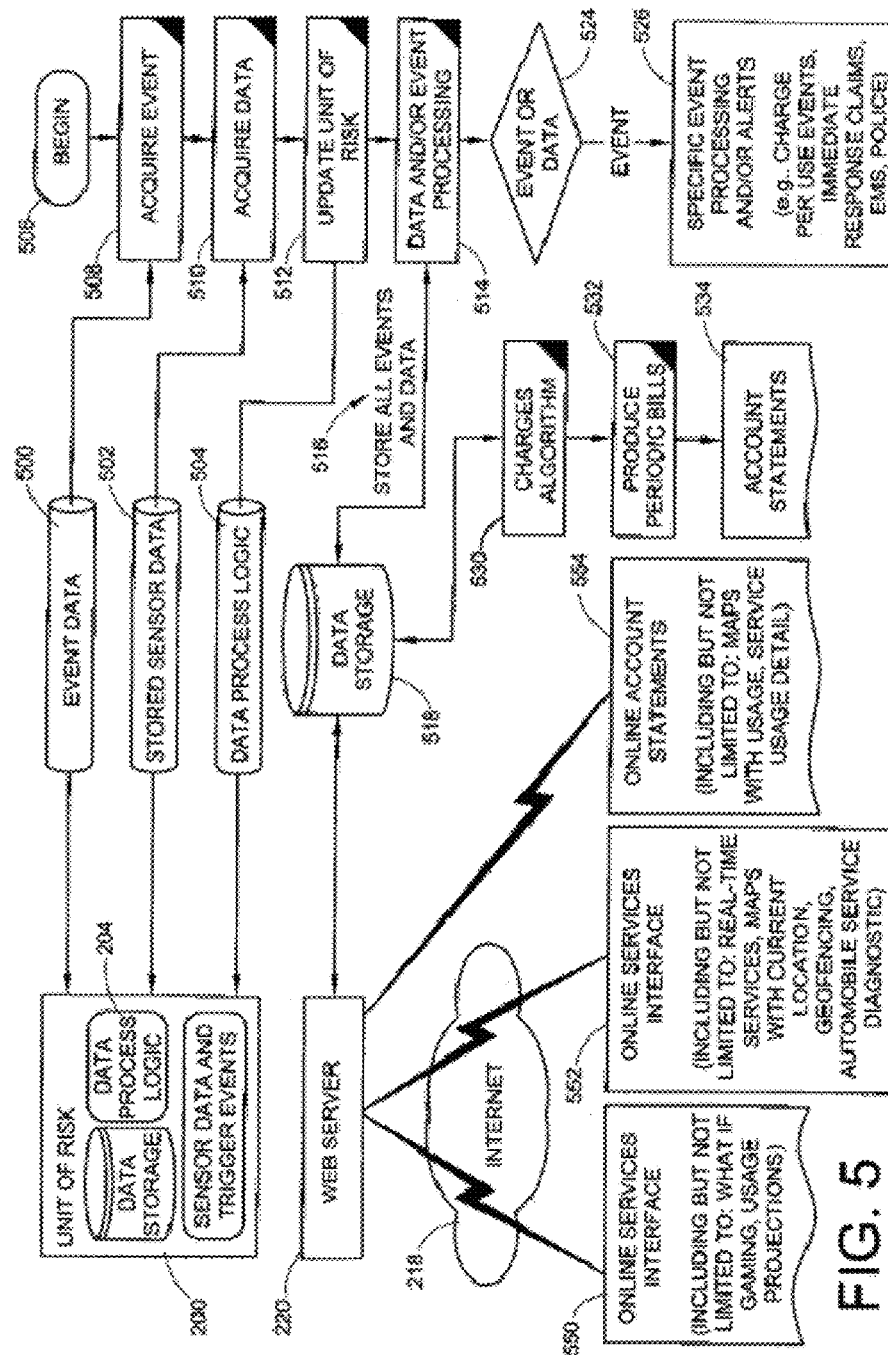 200
UNIT OF RISK
DATA
STORAGE
DATA
PROCESS
LOGIC
204
SENSOR DATA AND
TRIGGER EVENTS
EVENT DATA
500
STORED SENSOR DATA
502
DATA PROCESS LOGIC
504
506
BEGIN
508
ACQUIRE EVENT
510
ACQUIRE DATA
512
UPDATE UNIT OF
RISK
514
DATA AND/OR EVENT
PROCESSING
516
STORE ALL EVENTS
AND DATA
220
WEB SERVER
DATA
STORAGE
518
EVENT OR
DATA
524
EVENT
218
INTERNET
530
CHARGES
ALGORITHM
PRODUCE
PERIODIC BILLS
532
ACCOUNT
STATEMENTS
534
526
SPECIFIC EVENT
PROCESSING
AND/OR ALERTS
(e.g., CHARGE
PER USE EVENTS,
IMMEDIATE
RESPONSE CLAIMS,
EMS, POLICE)
550
ONLINE SERVICES
INTERFACE
(INCLUDING BUT NOT
LIMITED TO: WHAT IF
GAMING, USAGE
PROJECTIONS)
552
ONLINE SERVICES
INTERFACE
(INCLUDING BUT NOT
LIMITED TO: REAL-TIME
SERVICES, MAPS
WITH CURRENT
LOCATION,
GEOFENCING,
AUTOMOBILE SERVICE
DIAGNOSTIC)
554
ONLINE ACCOUNT
STATEMENTS
(INCLUDING BUT NOT
LIMITED TO: MAPS
WITH USAGE, SERVICE
USAGE DETAIL)
FIG. 5